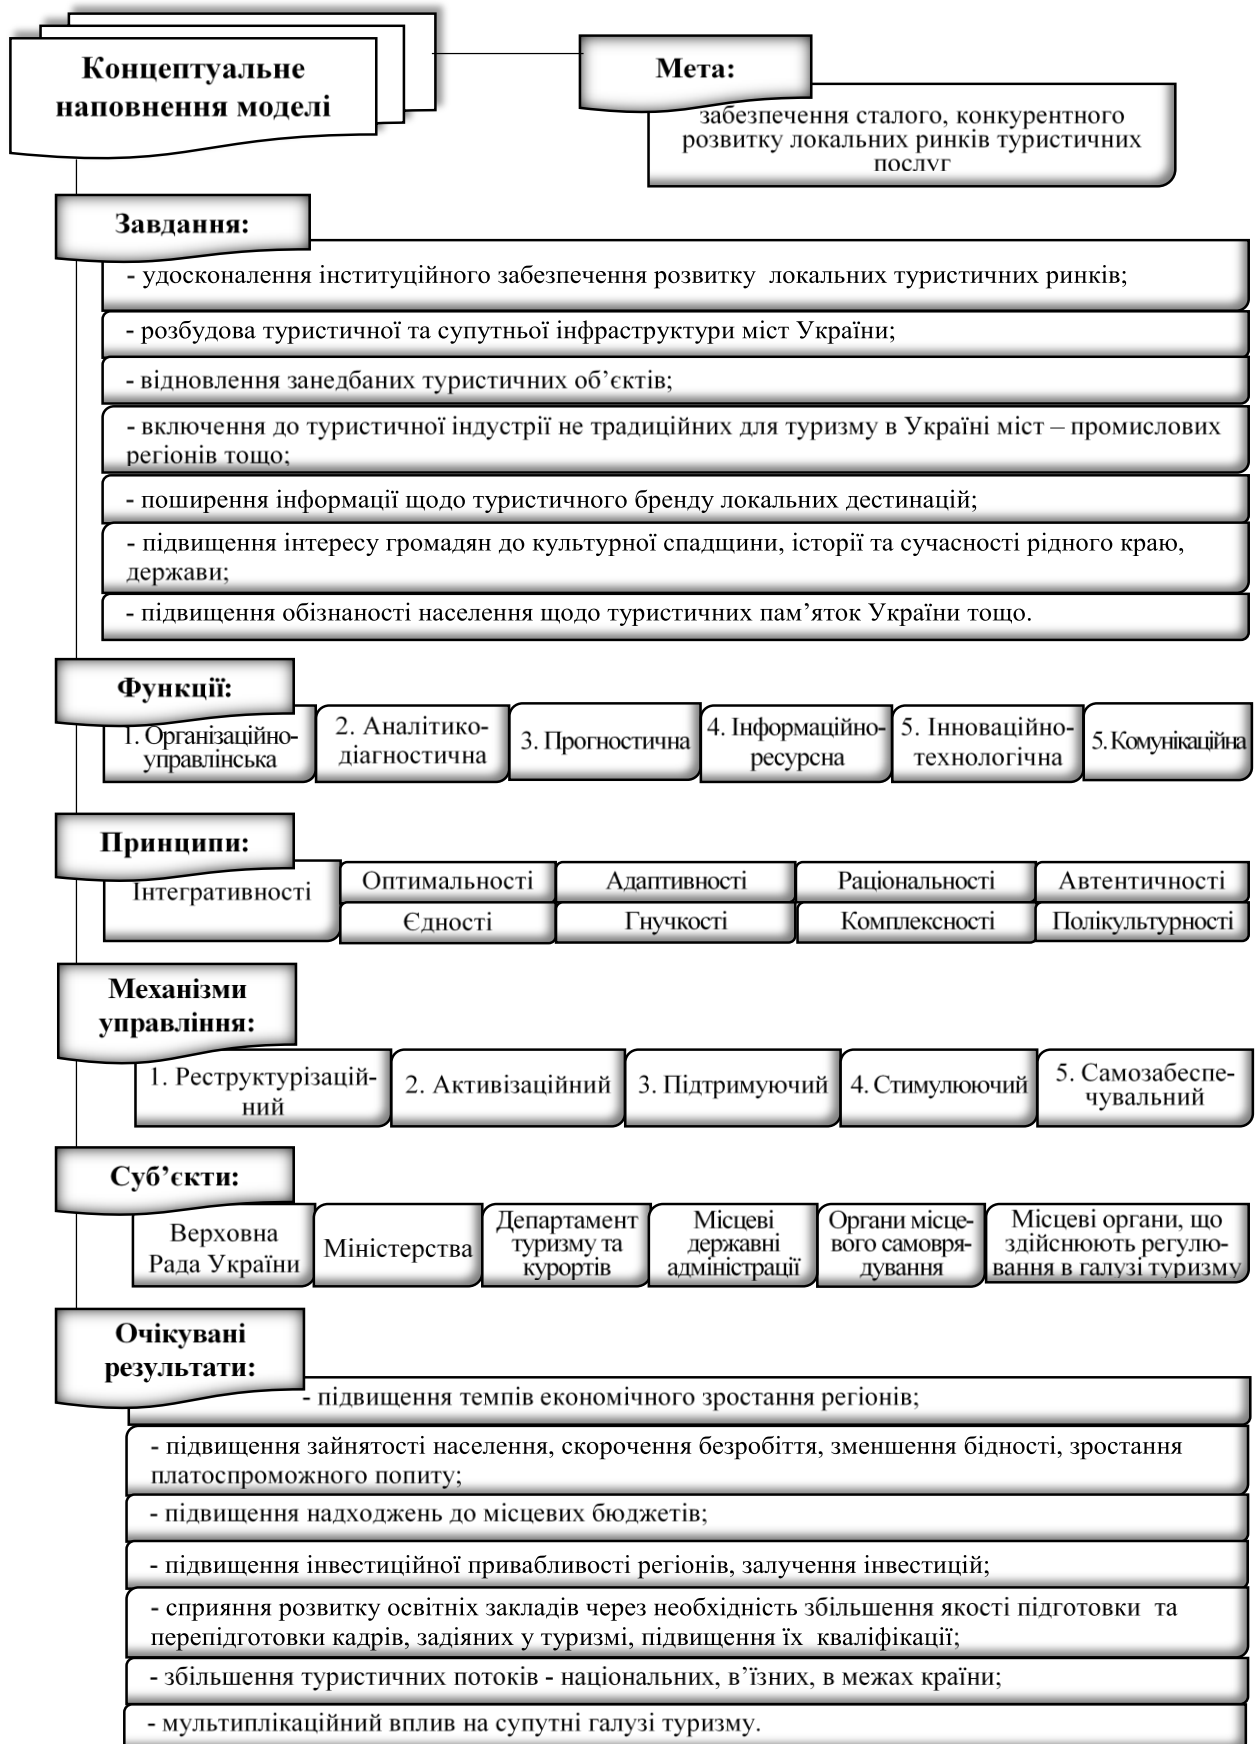 Концептуальне
наповнення моделі
Мета:
забезпечення сталого, конкурентного
розвитку локальних ринків туристичних
послуг
Завдання:
- удосконалення інституційного забезпечення розвитку локальних туристичних ринків;
- розбудова туристичної та супутньої інфраструктури міст України;
- відновлення занедбаних туристичних об’єктів;
- включення до туристичної індустрії не традиційних для туризму в Україні міст – промислових
регіонів тощо;
- поширення інформації щодо туристичного бренду локальних дестинацій;
- підвищення інтересу громадян до культурної спадщини, історії та сучасності рідного краю,
держави;
- підвищення обізнаності населення щодо туристичних пам’яток України тощо.
Функції:
1. Організаційно-
управлінська
2. Аналітико-
діагностична
3. Прогностична
4. Інформаційно-
ресурсна
5. Інноваційно-
технологічна
5. Комунікаційна
Принципи:
Інтегративності
Оптимальності
Адаптивності
Раціональності
Автентичності
Єдності
Гнучкості
Комплексності
Полікультурності
Механізми
управління:
1. Реструктурізацій-
ний
2. Активізаційний
3. Підтримуючий
4. Стимулюючий
5. Самозабеспе-
чувальний
Суб’єкти:
Верховна
Рада України
Міністерства
Департамент
туризму та
курортів
Місцеві
державні
адміністрації
Органи місце-
вого самовря-
дування
Місцеві органи, що
здійснюють регулю-
вання в галузі туризму
Очікувані
результати:
- підвищення темпів економічного зростання регіонів;
- підвищення зайнятості населення, скорочення безробіття, зменшення бідності, зростання
платоспроможного попиту;
- підвищення надходжень до місцевих бюджетів;
- підвищення інвестиційної привабливості регіонів, залучення інвестицій;
- сприяння розвитку освітніх закладів через необхідність збільшення якості підготовки та
перепідготовки кадрів, задіяних у туризмі, підвищення їх кваліфікації;
- збільшення туристичних потоків - національних, в’їзних, в межах країни;
- мультиплікаційний вплив на супутні галузі туризму.